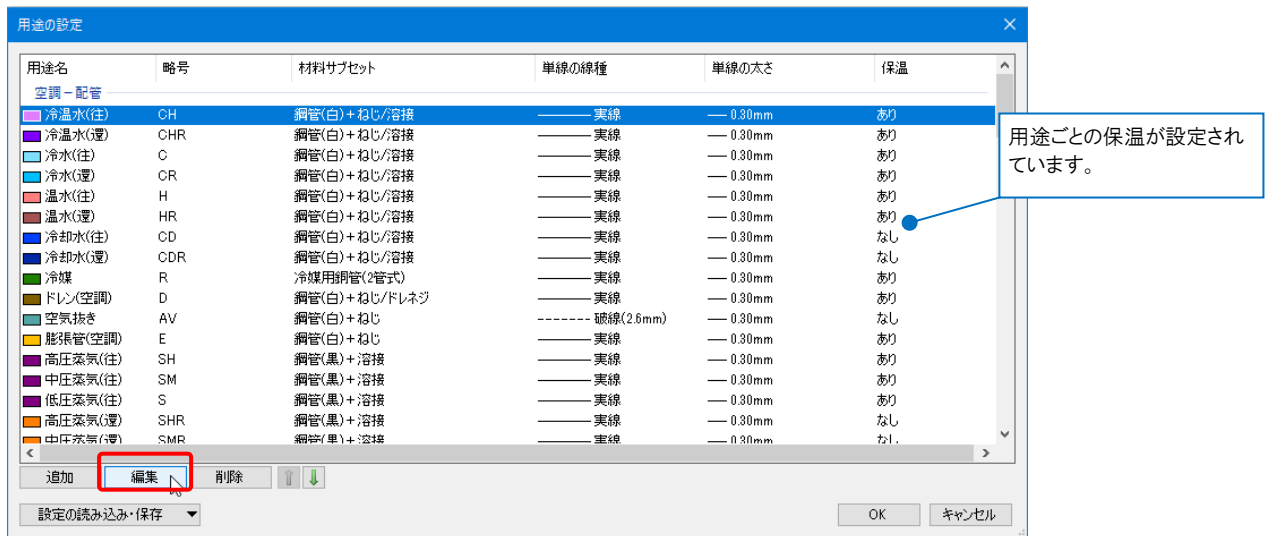 用途の設定
用途名 略号 材料サブセット 単線の線種 単線の太さ 保温
空調－配管
冷温水(往) CH 鋼管(白)+ねじ/溶接 実線 0.30mm あり
冷温水(還) CHR 鋼管(白)+ねじ/溶接 実線 0.30mm あり
冷水(往) C 鋼管(白)+ねじ/溶接 実線 0.30mm あり
冷水(還) CR 鋼管(白)+ねじ/溶接 実線 0.30mm あり
温水(往) H 鋼管(白)+ねじ/溶接 実線 0.30mm あり
温水(還) HR 鋼管(白)+ねじ/溶接 実線 0.30mm あり
冷却水(往) CD 鋼管(白)+ねじ/溶接 実線 0.30mm なし
冷却水(還) CDR 鋼管(白)+ねじ/溶接 実線 0.30mm なし
冷媒 R 冷媒用銅管(2管式) 実線 0.30mm あり
ドレン(空調) D 鋼管(白)+ねじ/ドレネジ 実線 0.30mm あり
空気抜き AV 鋼管(白)+ねじ 破線(2.6mm) 0.30mm なし
膨張管(空調) E 鋼管(白)+ねじ 実線 0.30mm あり
高圧蒸気(往) SH 鋼管(黒)+溶接 実線 0.30mm あり
中圧蒸気(往) SM 鋼管(黒)+溶接 実線 0.30mm あり
低圧蒸気(往) S 鋼管(黒)+溶接 実線 0.30mm あり
高圧蒸気(還) SHR 鋼管(黒)+溶接 実線 0.30mm なし
中圧蒸気(還) SMR 鋼管(黒)+溶接 実線 0.30mm なし
用途ごとの保温が設定され
ています。
追加 編集 削除
設定の読み込み・保存 OK キャンセル